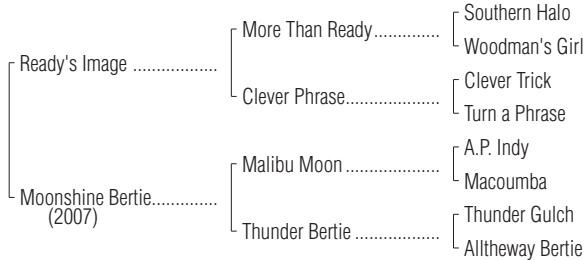 Southern Halo
More Than Ready..............
Woodman's Girl
Ready's Image ..................
Clever Trick
Clever Phrase....................
Turn a Phrase
A.P. Indy
Malibu Moon ....................
Macoumba
Moonshine Bertie..............
(2007)
Thunder Gulch
Thunder Bertie ..................
Alltheway Bertie